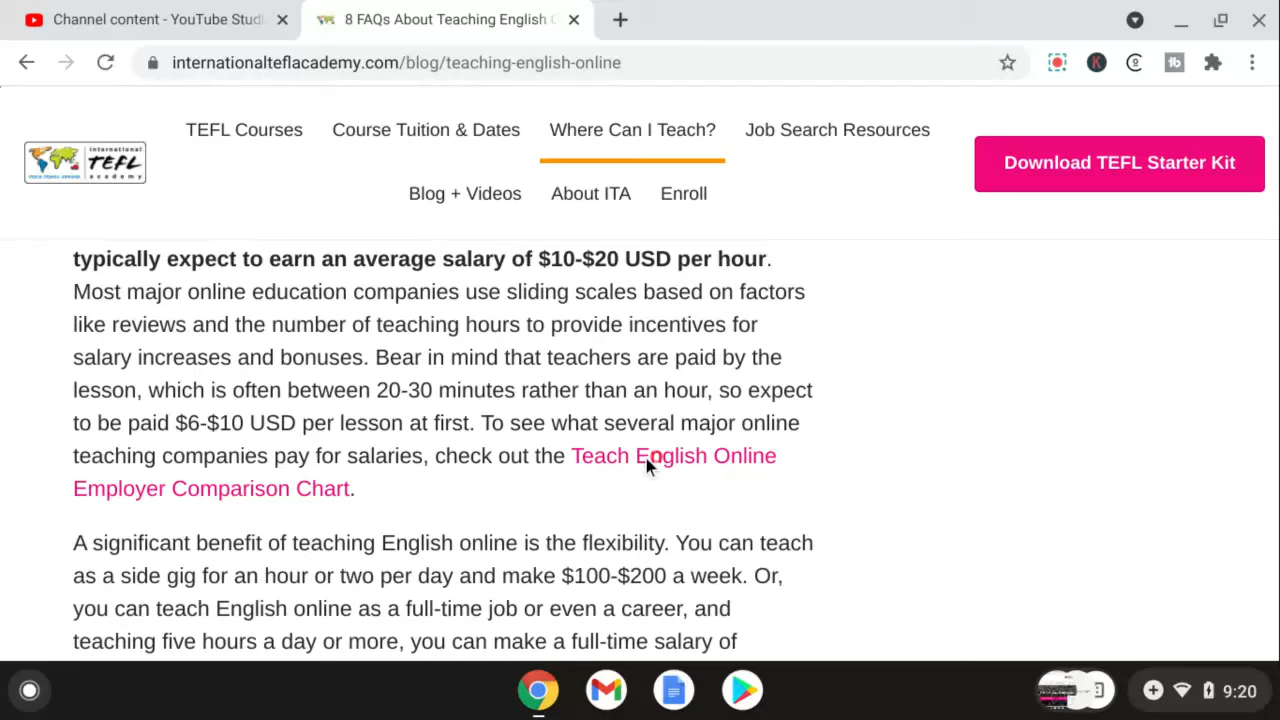 Channel content - YouTube Studi
8 FAQs About Teaching English O
internationalteflacademy.com/blog/teaching-english-online
K
tb
TEFL Courses
Course Tuition & Dates
Where Can I Teach?
Job Search Resources
international
TEFL
academy
Download TEFL Starter Kit
Blog + Videos
About ITA
Enroll
typically expect to earn an average salary of $10-$20 USD per hour.
Most major online education companies use sliding scales based on factors
like reviews and the number of teaching hours to provide incentives for
salary increases and bonuses. Bear in mind that teachers are paid by the
lesson, which is often between 20-30 minutes rather than an hour, so expect
to be paid $6-$10 USD per lesson at first. To see what several major online
teaching companies pay for salaries, check out the Teach English Online
Employer Comparison Chart.
A significant benefit of teaching English online is the flexibility. You can teach
as a side gig for an hour or two per day and make $100-$200 a week. Or,
you can teach English online as a full-time job or even a career, and
teaching five hours a day or more, you can make a full-time salary of
9:20